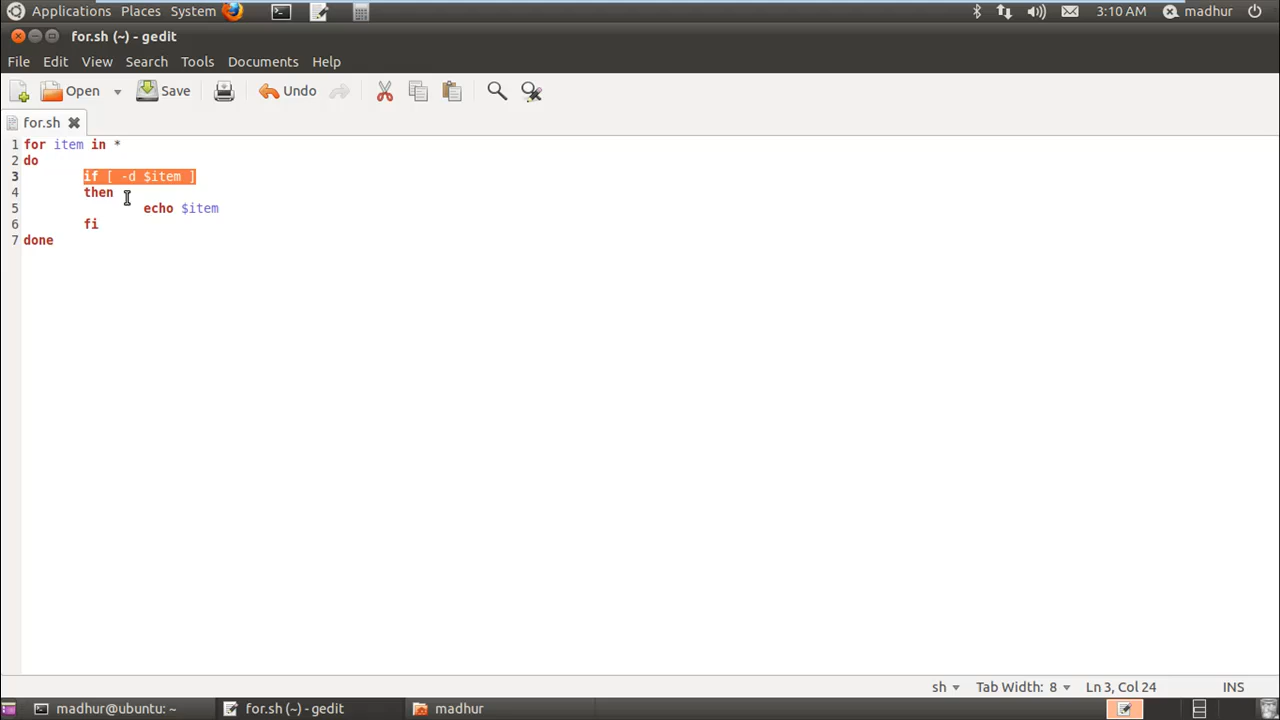 Applications Places System 3:10 AM madhur
for.sh (~) - gedit
File Edit View Search Tools Documents Help
Open Save Undo
for.sh
1 for item in *
2 do
3 if [ -d $item ]
4 then
5 echo $item
6 fi
7 done
sh Tab Width: 8 Ln 3, Col 24 INS
madhur@ubuntu: ~ for.sh (~) - gedit madhur